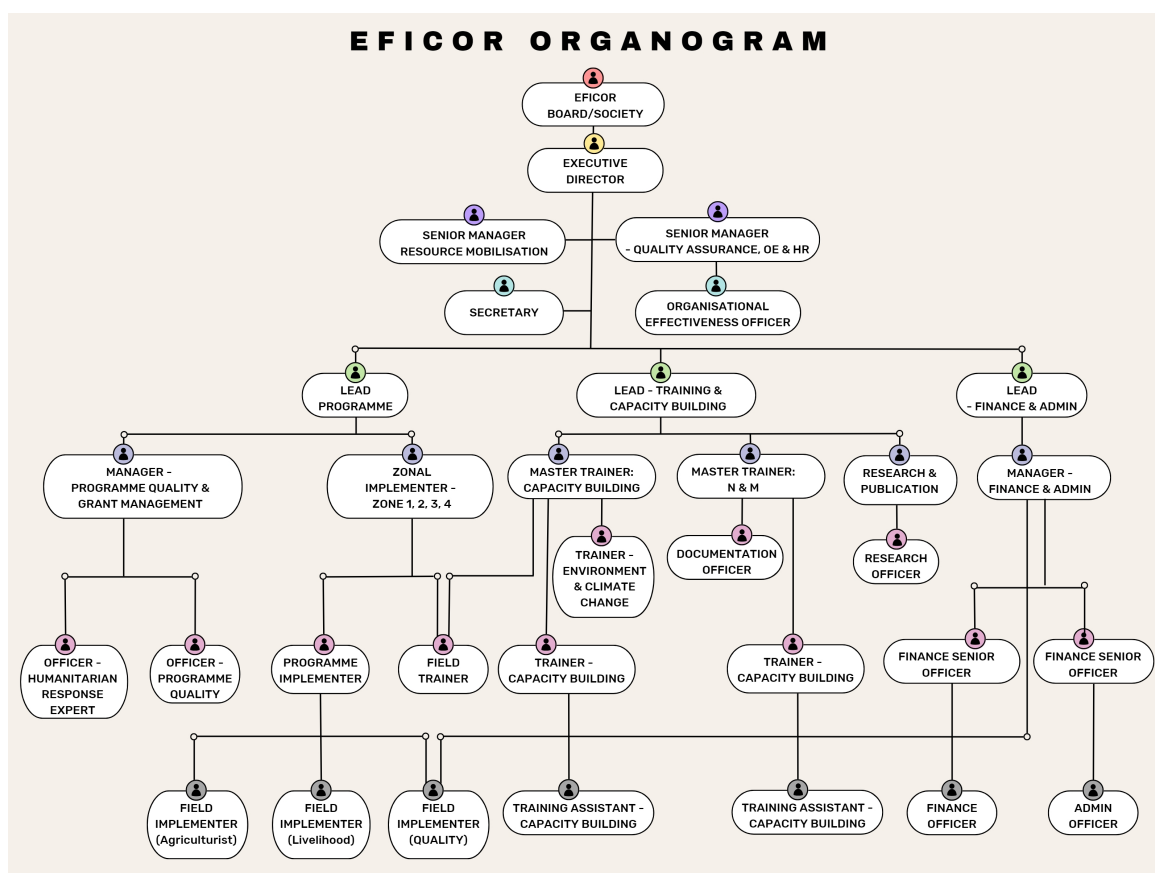 EFICOR ORGANOGRAM
EFICOR
BOARD/SOCIETY
EXECUTIVE
DIRECTOR
SENIOR MANAGER
RESOURCE MOBILISATION
SENIOR MANAGER
- QUALITY ASSURANCE, OE & HR
SECRETARY
ORGANISATIONAL
EFFECTIVENESS OFFICER
LEAD
PROGRAMME
LEAD - TRAINING &
CAPACITY BUILDING
LEAD
- FINANCE & ADMIN
MANAGER -
PROGRAMME QUALITY &
GRANT MANAGEMENT
ZONAL
IMPLEMENTER -
ZONE 1, 2, 3, 4
MASTER TRAINER:
CAPACITY BUILDING
MASTER TRAINER:
N & M
RESEARCH &
PUBLICATION
MANAGER -
FINANCE & ADMIN
TRAINER -
ENVIRONMENT
& CLIMATE
CHANGE
DOCUMENTATION
OFFICER
RESEARCH
OFFICER
OFFICER -
HUMANITARIAN
RESPONSE
EXPERT
OFFICER -
PROGRAMME
QUALITY
PROGRAMME
IMPLEMENTER
FIELD
TRAINER
TRAINER -
CAPACITY BUILDING
TRAINER -
CAPACITY BUILDING
FINANCE SENIOR
OFFICER
FINANCE SENIOR
OFFICER
FIELD
IMPLEMENTER
(Agriculturist)
FIELD
IMPLEMENTER
(Livelihood)
FIELD
IMPLEMENTER
(QUALITY)
TRAINING ASSISTANT -
CAPACITY BUILDING
TRAINING ASSISTANT -
CAPACITY BUILDING
FINANCE
OFFICER
ADMIN
OFFICER